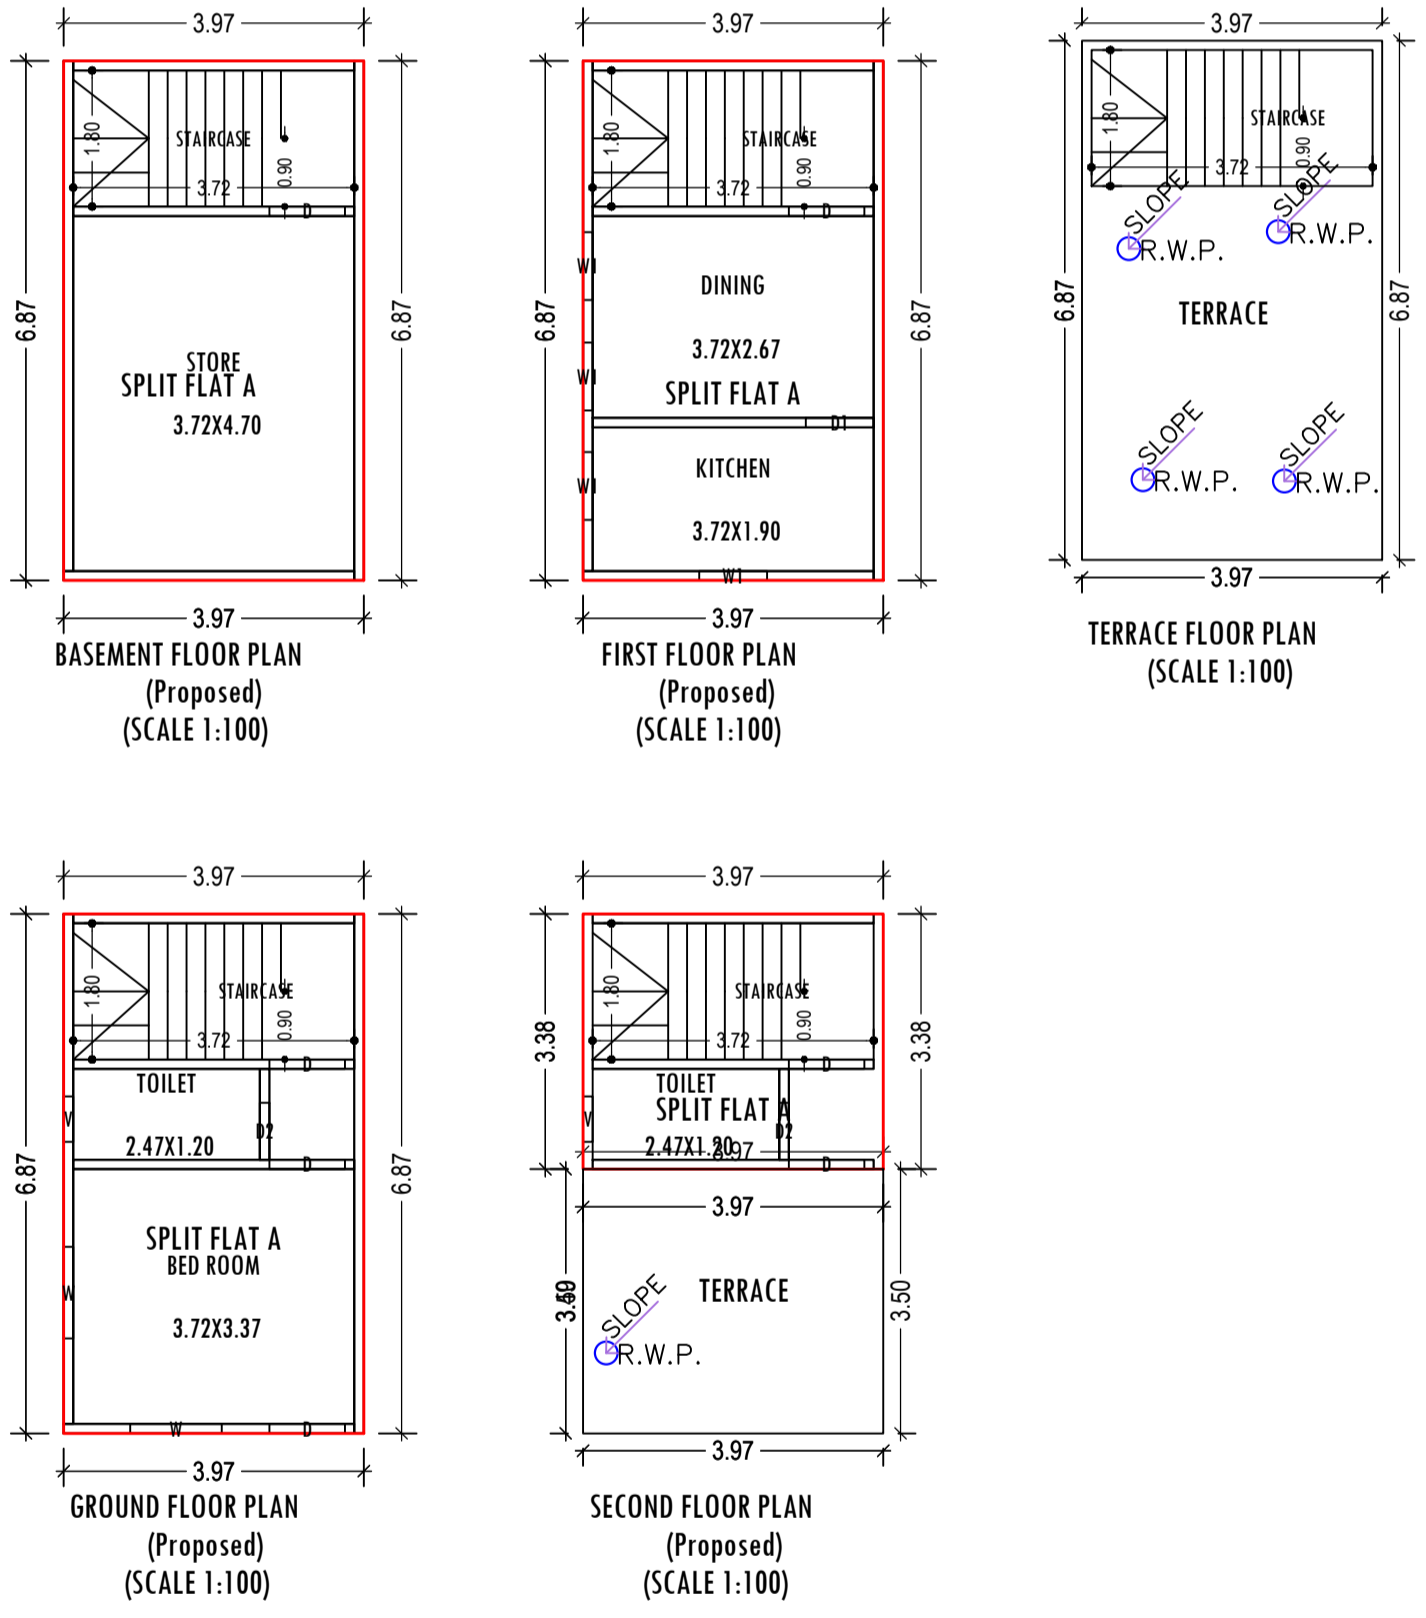 3.97
1.80
STAIRCASE
0.90
3.72
D
6.87
6.87
STORE
SPLIT FLAT A
3.72X4.70
3.97
BASEMENT FLOOR PLAN
(Proposed)
(SCALE 1:100)
3.97
1.80
STAIRCASE
0.90
3.72
D
W1
DINING
6.87
6.87
3.72X2.67
W1
SPLIT FLAT A
D1
KITCHEN
W1
3.72X1.90
W1
3.97
FIRST FLOOR PLAN
(Proposed)
(SCALE 1:100)
3.97
1.80
STAIRCASE
0.90
3.72
SLOPE
R.W.P.
SLOPE
R.W.P.
6.87
6.87
TERRACE
SLOPE
R.W.P.
SLOPE
R.W.P.
3.97
TERRACE FLOOR PLAN
(SCALE 1:100)
3.97
1.80
STAIRCASE
0.90
3.72
D
TOILET
V
D2
2.47X1.20
D
6.87
6.87
SPLIT FLAT A
BED ROOM
W
3.72X3.37
W
D
3.97
GROUND FLOOR PLAN
(Proposed)
(SCALE 1:100)
3.97
1.80
STAIRCASE
0.90
3.38
3.38
3.72
D
TOILET
SPLIT FLAT A
V
D2
2.47X1.20
3.97
D
3.97
TERRACE
3.50
SLOPE
R.W.P.
3.97
SECOND FLOOR PLAN
(Proposed)
(SCALE 1:100)